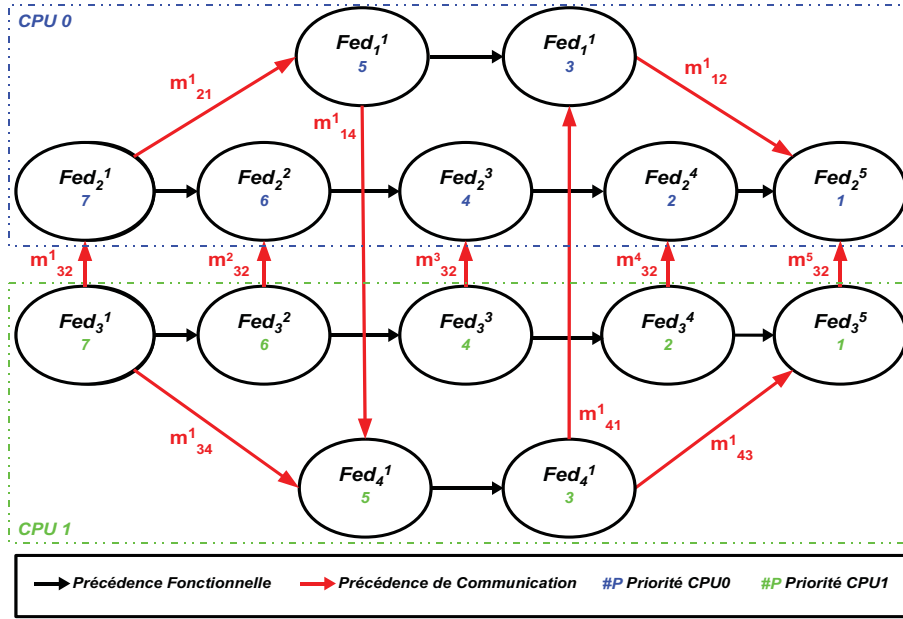 CPU 0
Fed₁¹
5
Fed₁¹
3
m¹₂₁
m¹₁₂
m¹₁₄
Fed₂¹
7
Fed₂²
6
Fed₂³
4
Fed₂⁴
2
Fed₂⁵
1
m¹₃₂
m²₃₂
m³₃₂
m⁴₃₂
m⁵₃₂
Fed₃¹
7
Fed₃²
6
Fed₃³
4
Fed₃⁴
2
Fed₃⁵
1
m¹₃₄
m¹₄₁
m¹₄₃
Fed₄¹
5
Fed₄¹
3
CPU 1
Précédence Fonctionnelle
Précédence de Communication
#P Priorité CPU0
#P Priorité CPU1